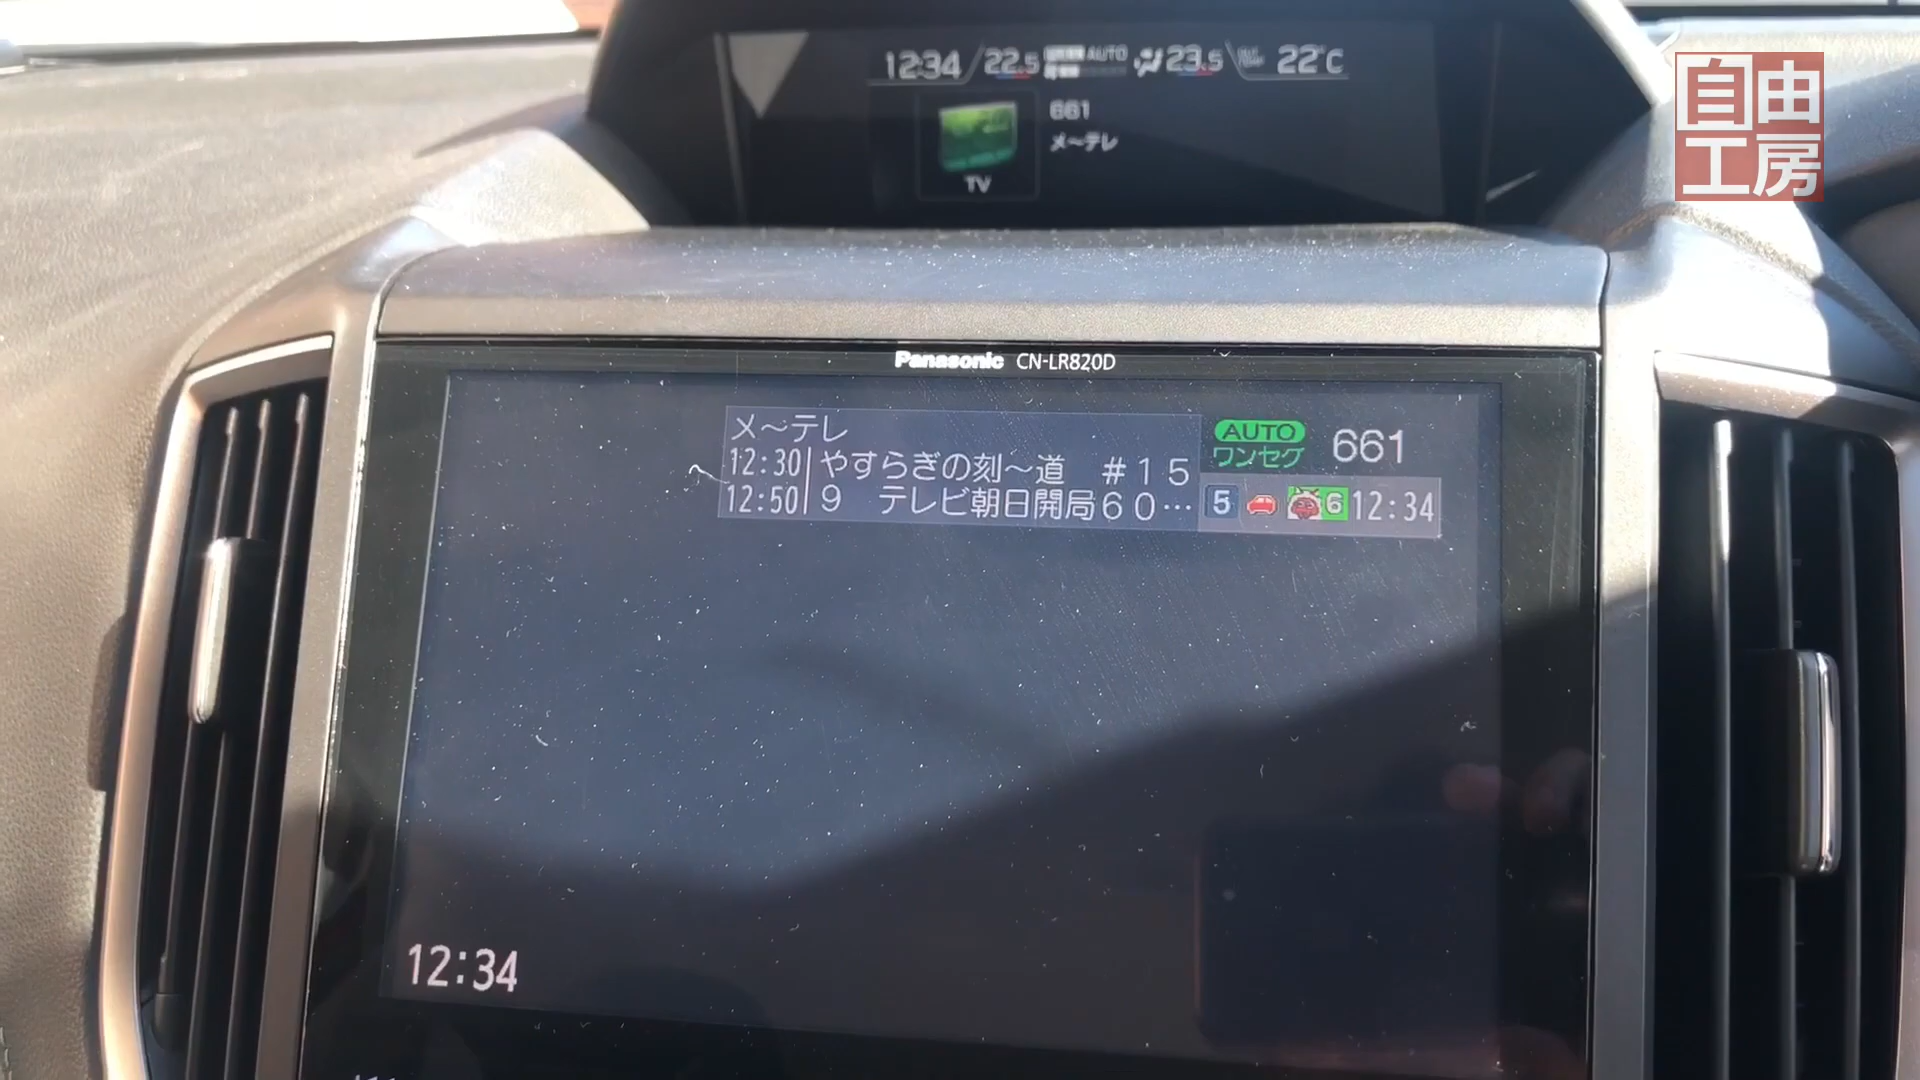 12:34 22.5 AUTO 23.5 22℃
661
メ～テレ
TV
自由
工房
Panasonic CN-LR820D
メ～テレ
12:30 やすらぎの刻～道 ＃１５
12:50 ９ テレビ朝日開局６０…
AUTO
ワンセグ
661
5 6 12:34
12:34